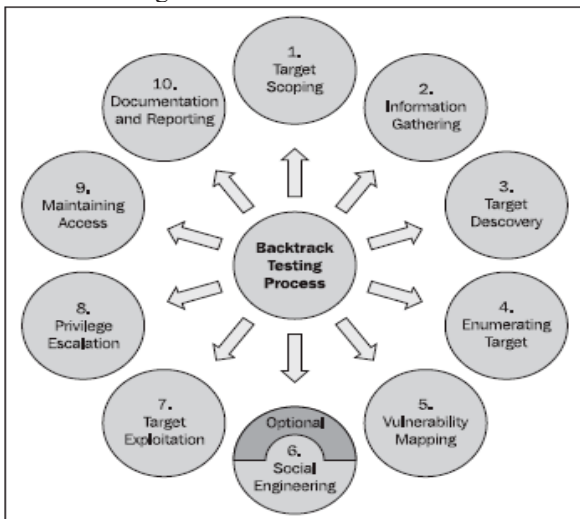 1.
Target
Scoping
2.
Information
Gathering
3.
Target
Descovery
4.
Enumerating
Target
5.
Vulnerability
Mapping
Optional
6.
Social
Engineering
7.
Target
Exploitation
8.
Privilege
Escalation
9.
Maintaining
Access
10.
Documentation
and Reporting
Backtrack
Testing
Process